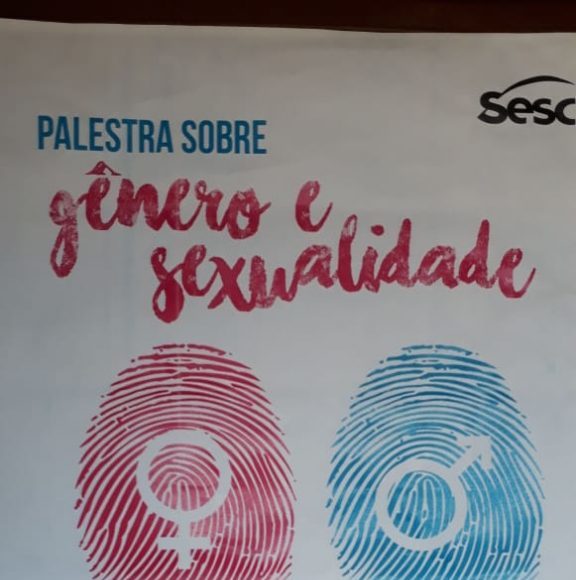 Sesc
PALESTRA SOBRE
gênero e
sexualidade